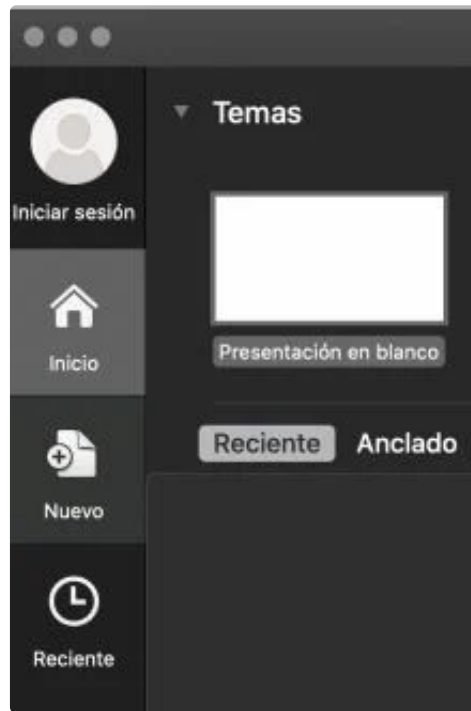 Temas
Iniciar sesión
Presentación en blanco
Inicio
Reciente Anclado
Nuevo
Reciente